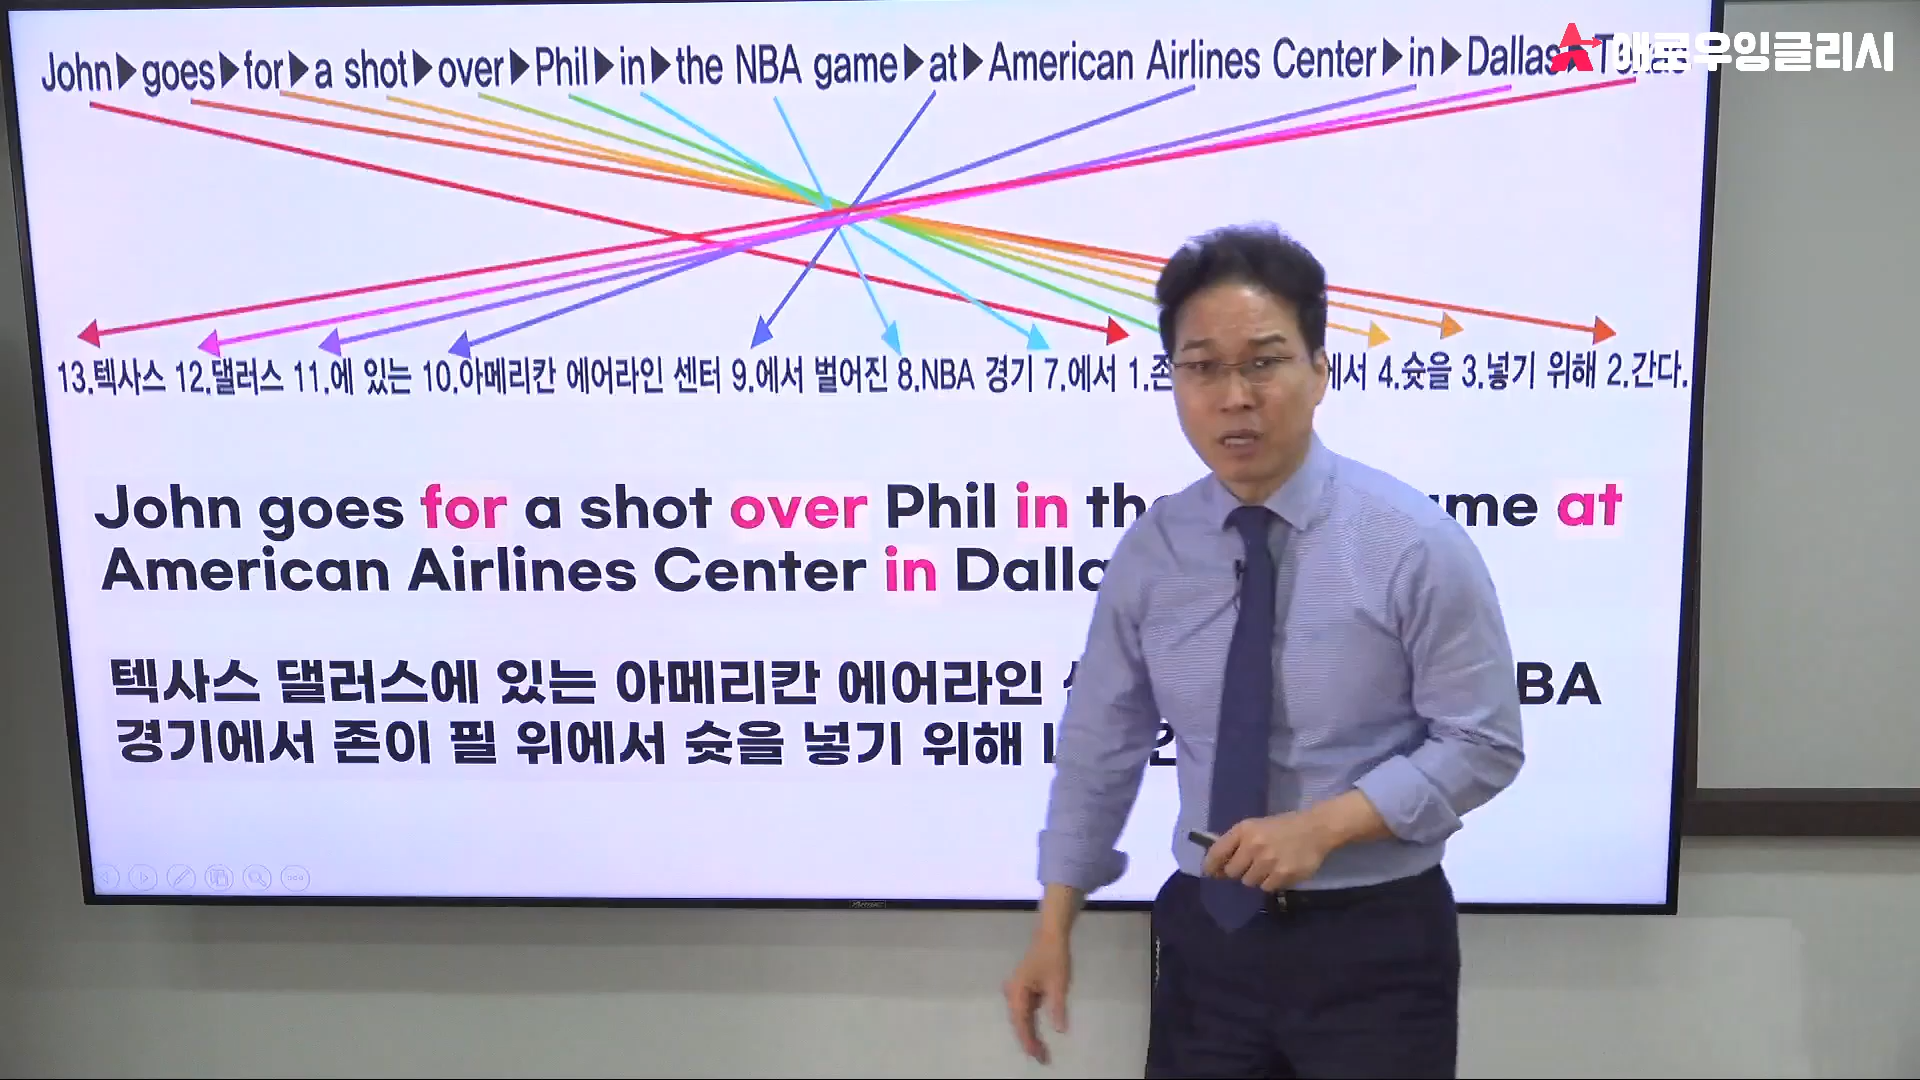 John▶goes▶for▶a shot▶over▶Phil▶in▶the NBA game▶at▶American Airlines Center▶in▶Dallas▶
애로우잉글리시
13.텍사스 12.댈러스 11.에 있는 10.아메리칸 에어라인 센터 9.에서 벌어진 8.NBA 경기 7.에서 1.존 에서 4.슛을 3.넣기 위해 2.간다.
John goes for a shot over Phil in at
American Airlines Center in
텍사스 댈러스에 있는 아메리칸 에어라인 BA
경기에서 존이 필 위에서 슛을 넣기 위해